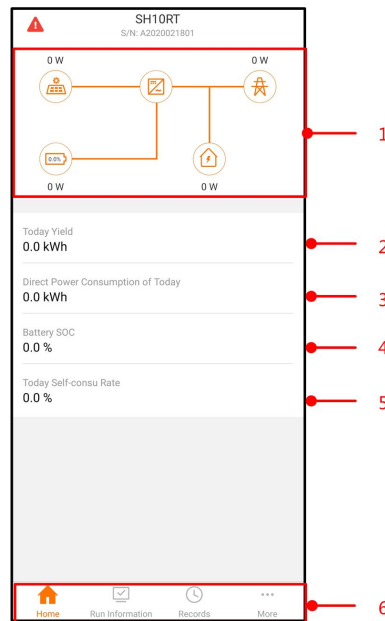 SH10RT
S/N: A2020021801
0 W
0 W
0.0%
0 W
0 W
1
Today Yield
0.0 kWh
2
Direct Power Consumption of Today
0.0 kWh
3
Battery SOC
0.0 %
4
Today Self-consu Rate
0.0 %
5
Home
Run Information
Records
More
6